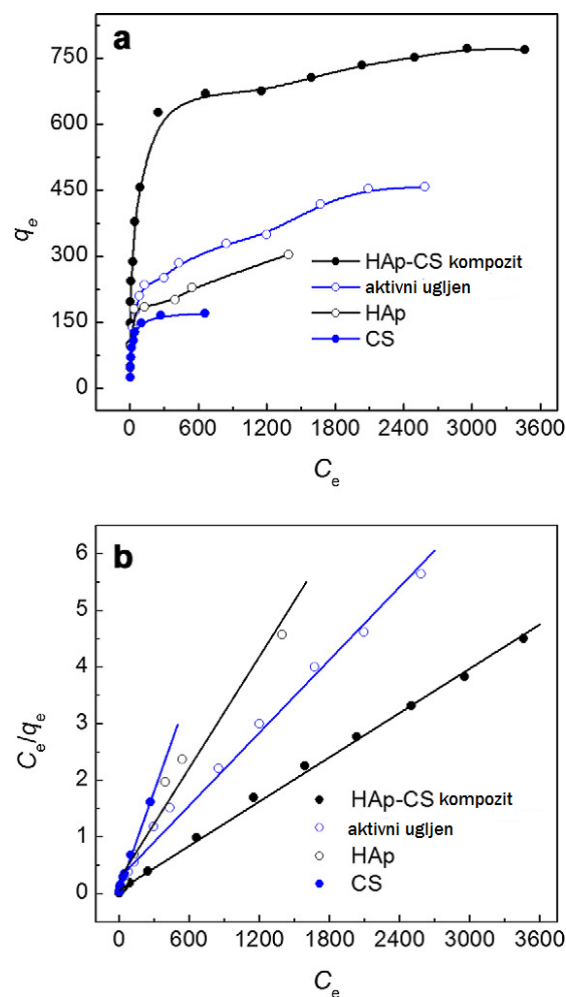 a
750
600
450
300
150
0
qe
HAp-CS kompozit
aktivni ugljen
HAp
CS
0 600 1200 1800 2400 3000 3600
Ce
b
6
5
4
3
2
1
0
Ce/qe
HAp-CS kompozit
aktivni ugljen
HAp
CS
0 600 1200 1800 2400 3000 3600
Ce